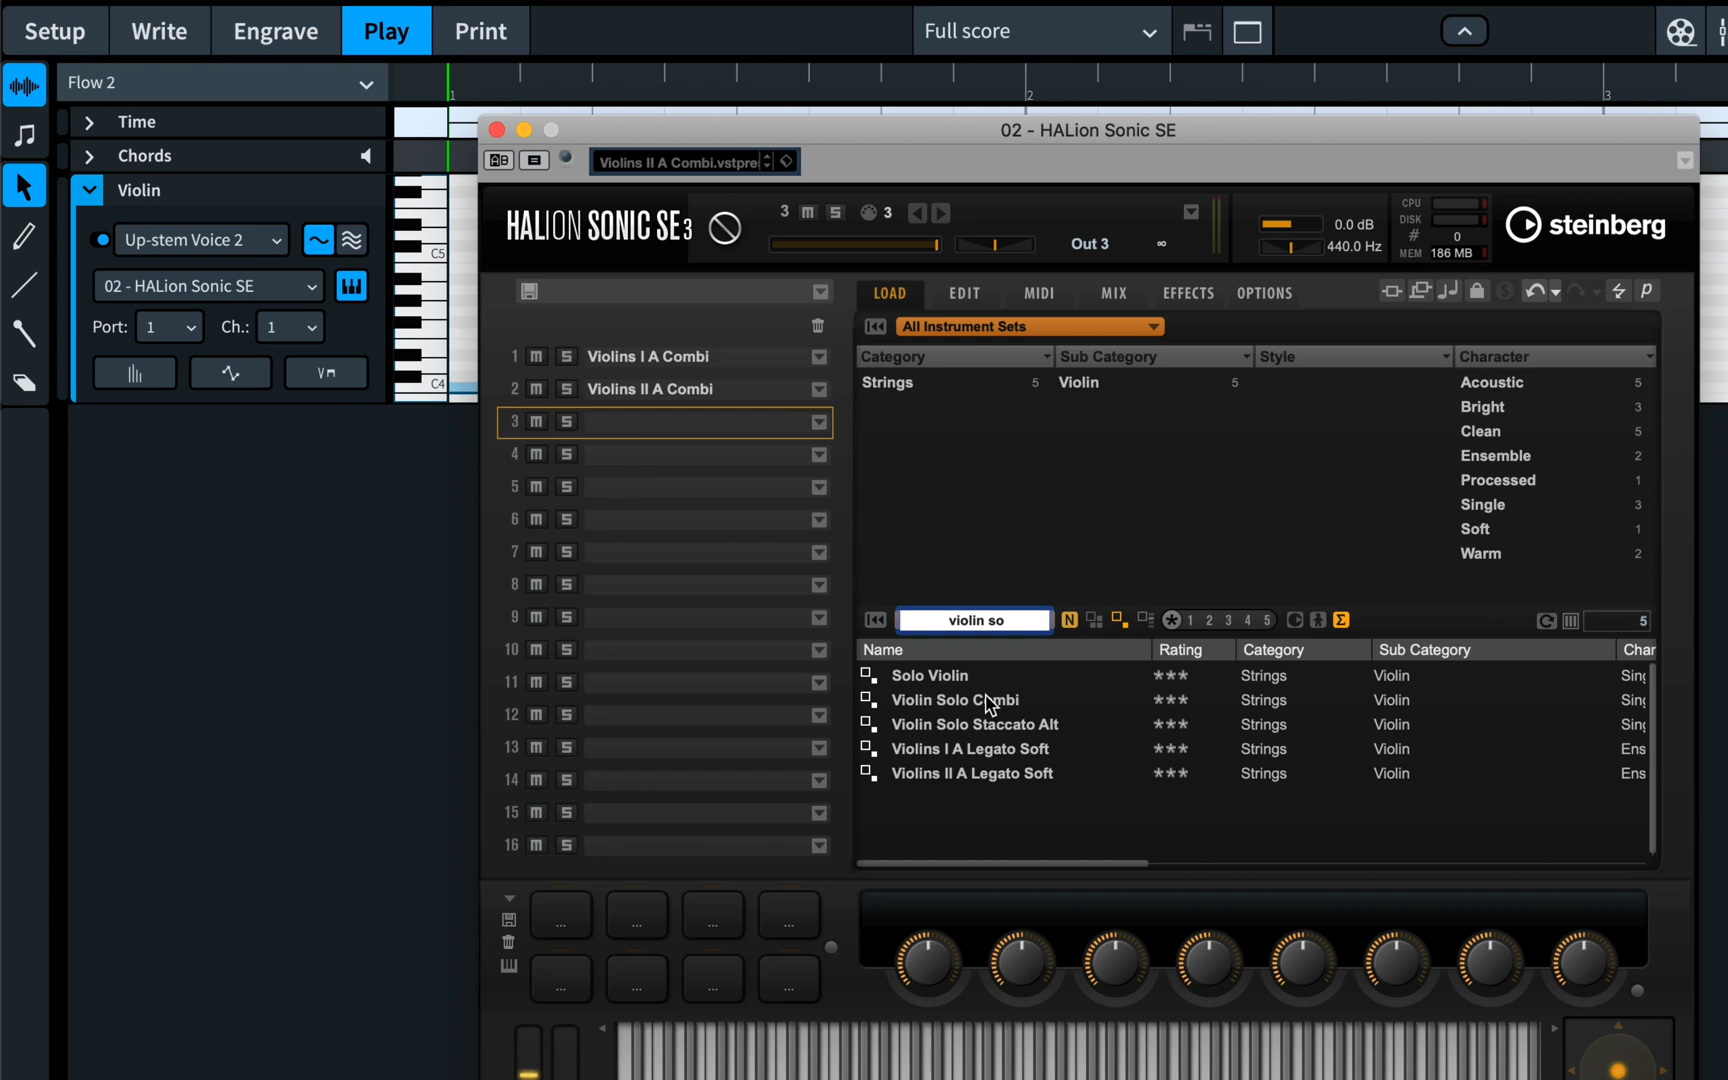 Setup Write Engrave Play Print Full score
Flow 2
1 2 3
Time
Chords
Violin
Up-stem Voice 2
02 - HALion Sonic SE
Port: 1 Ch.: 1
C5
C4
02 - HALion Sonic SE
Violins II A Combi.vstpre
HALION SONIC SE3
3 m S 3
Out 3 ∞
0.0 dB
440.0 Hz
CPU
DISK
# 0
MEM 186 MB
steinberg
LOAD EDIT MIDI MIX EFFECTS OPTIONS
All Instrument Sets
Category Sub Category Style Character
Strings 5 Violin 5 Acoustic 5
Bright 3
Clean 5
Ensemble 2
Processed 1
Single 3
Soft 1
Warm 2
1 m S Violins I A Combi
2 m S Violins II A Combi
3 m S
4 m S
5 m S
6 m S
7 m S
8 m S
9 m S
10 m S
11 m S
12 m S
13 m S
14 m S
15 m S
16 m S
violin so N 1 2 3 4 5 Σ 5
Name Rating Category Sub Category Char
Solo Violin *** Strings Violin Sing
Violin Solo Combi *** Strings Violin Sing
Violin Solo Staccato Alt *** Strings Violin Sing
Violins I A Legato Soft *** Strings Violin Ens
Violins II A Legato Soft *** Strings Violin Ens
... ... ... ...
... ... ... ...